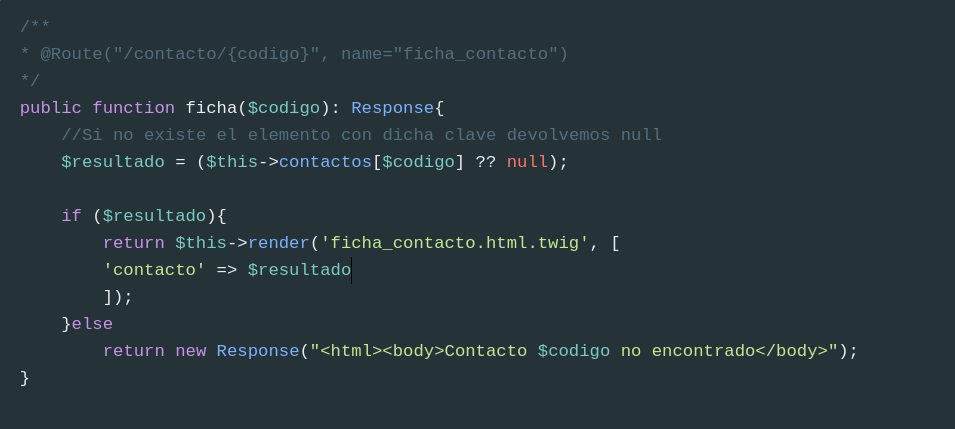 /**
* @Route("/contacto/{codigo}", name="ficha_contacto")
*/
public function ficha($codigo): Response{
    //Si no existe el elemento con dicha clave devolvemos null
    $resultado = ($this->contactos[$codigo] ?? null);

    if ($resultado){
        return $this->render('ficha_contacto.html.twig', [
        'contacto' => $resultado
        ]);
    }else
        return new Response("<html><body>Contacto $codigo no encontrado</body>");
}